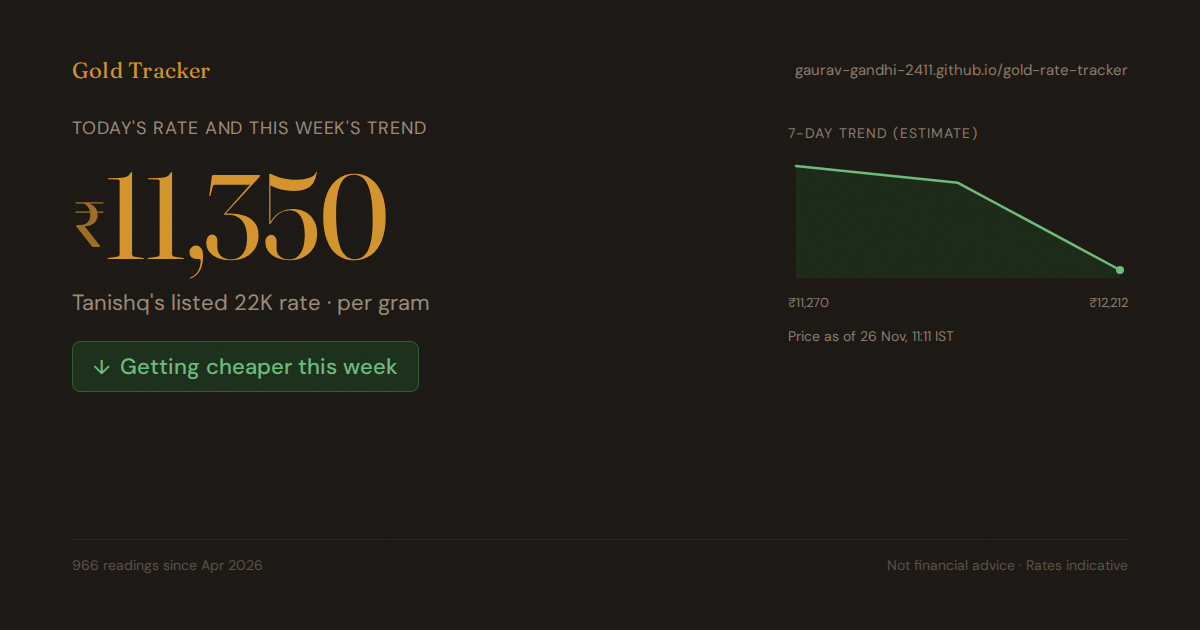 Gold Tracker
gaurav-gandhi-2411.github.io/gold-rate-tracker
TODAY'S RATE AND THIS WEEK'S TREND
₹11,350
Tanishq's listed 22K rate · per gram
↓ Getting cheaper this week
7-DAY TREND (ESTIMATE)
₹11,270 ₹12,212
Price as of 26 Nov, 11:11 IST
966 readings since Apr 2026
Not financial advice · Rates indicative